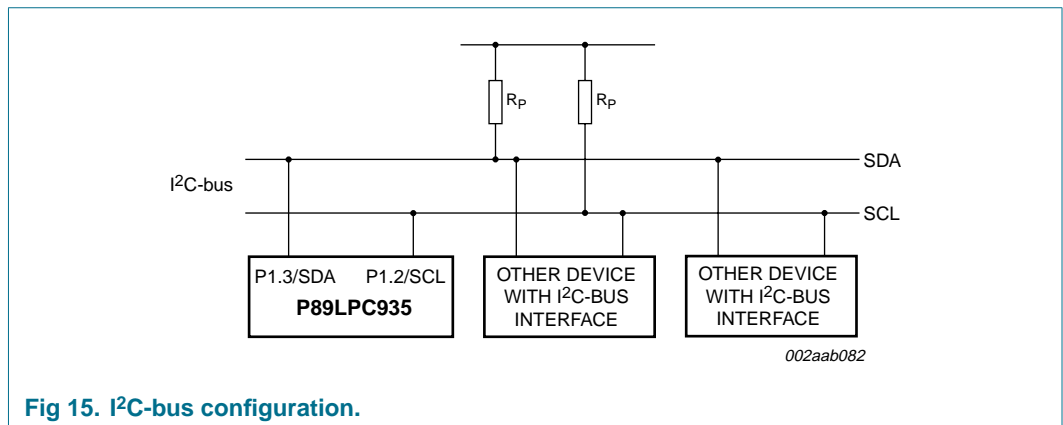 RP RP
SDA
I2C-bus
SCL
P1.3/SDA P1.2/SCL
P89LPC935
OTHER DEVICE
WITH I2C-BUS
INTERFACE
OTHER DEVICE
WITH I2C-BUS
INTERFACE
002aab082
Fig 15. I2C-bus configuration.